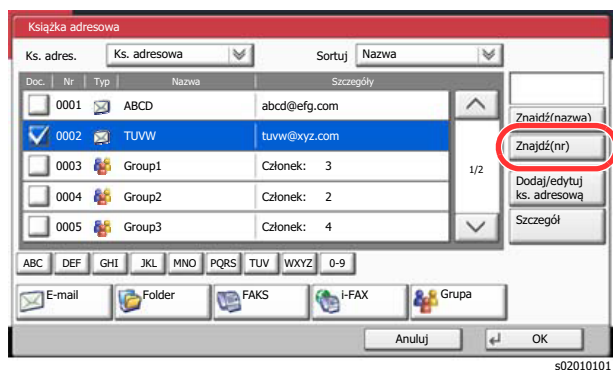 Książka adresowa
Ks. adres. Ks. adresowa Sortuj Nazwa
Doc. Nr Typ Nazwa Szczegóły
0001 ABCD abcd@efg.com
0002 TUVW tuvw@xyz.com
0003 Group1 Członek: 3
0004 Group2 Członek: 2
0005 Group3 Członek: 4
1/2
Znajdź(nazwa)
Znajdź(nr)
Dodaj/edytuj
ks. adresową
Szczegół
ABC DEF GHI JKL MNO PQRS TUV WXYZ 0-9
E-mail Folder FAKS i-FAX Grupa
Anuluj OK
s02010101